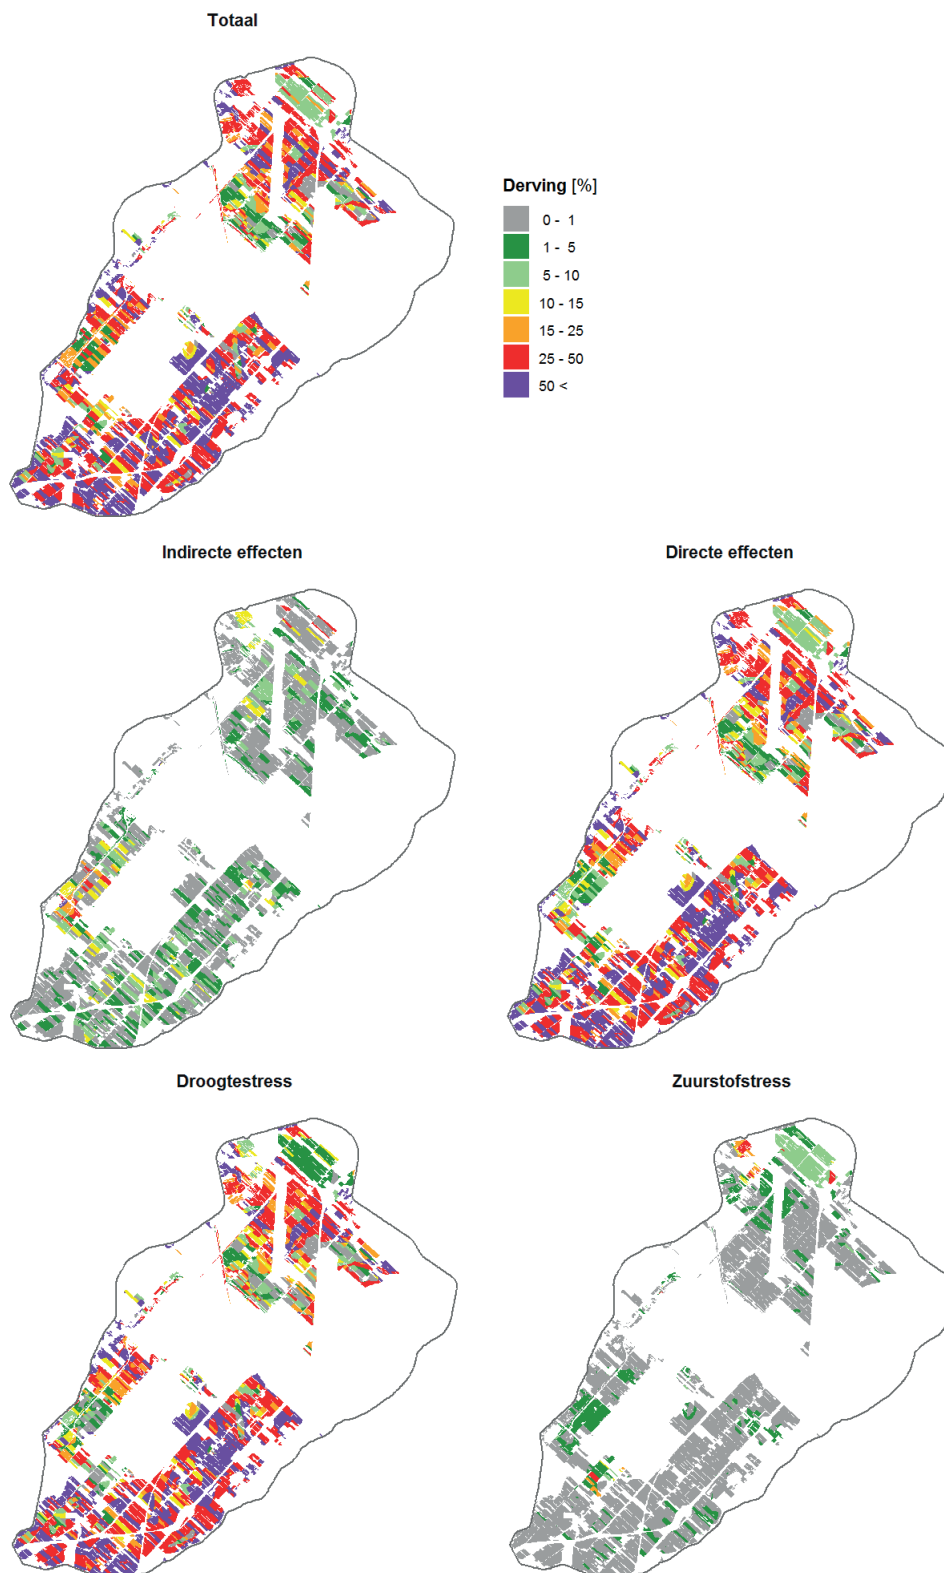 Totaal
Derving [%]
0 - 1
1 - 5
5 - 10
10 - 15
15 - 25
25 - 50
50 <
Indirecte effecten
Directe effecten
Droogtestress
Zuurstofstress